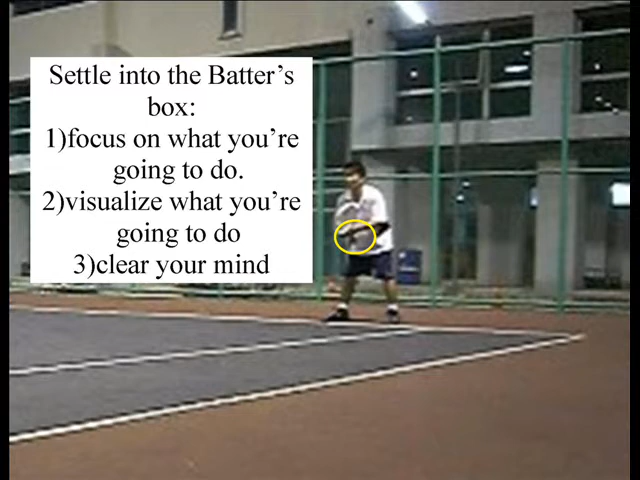 Settle into the Batter’s
box:
1)focus on what you’re
going to do.
2)visualize what you’re
going to do
3)clear your mind